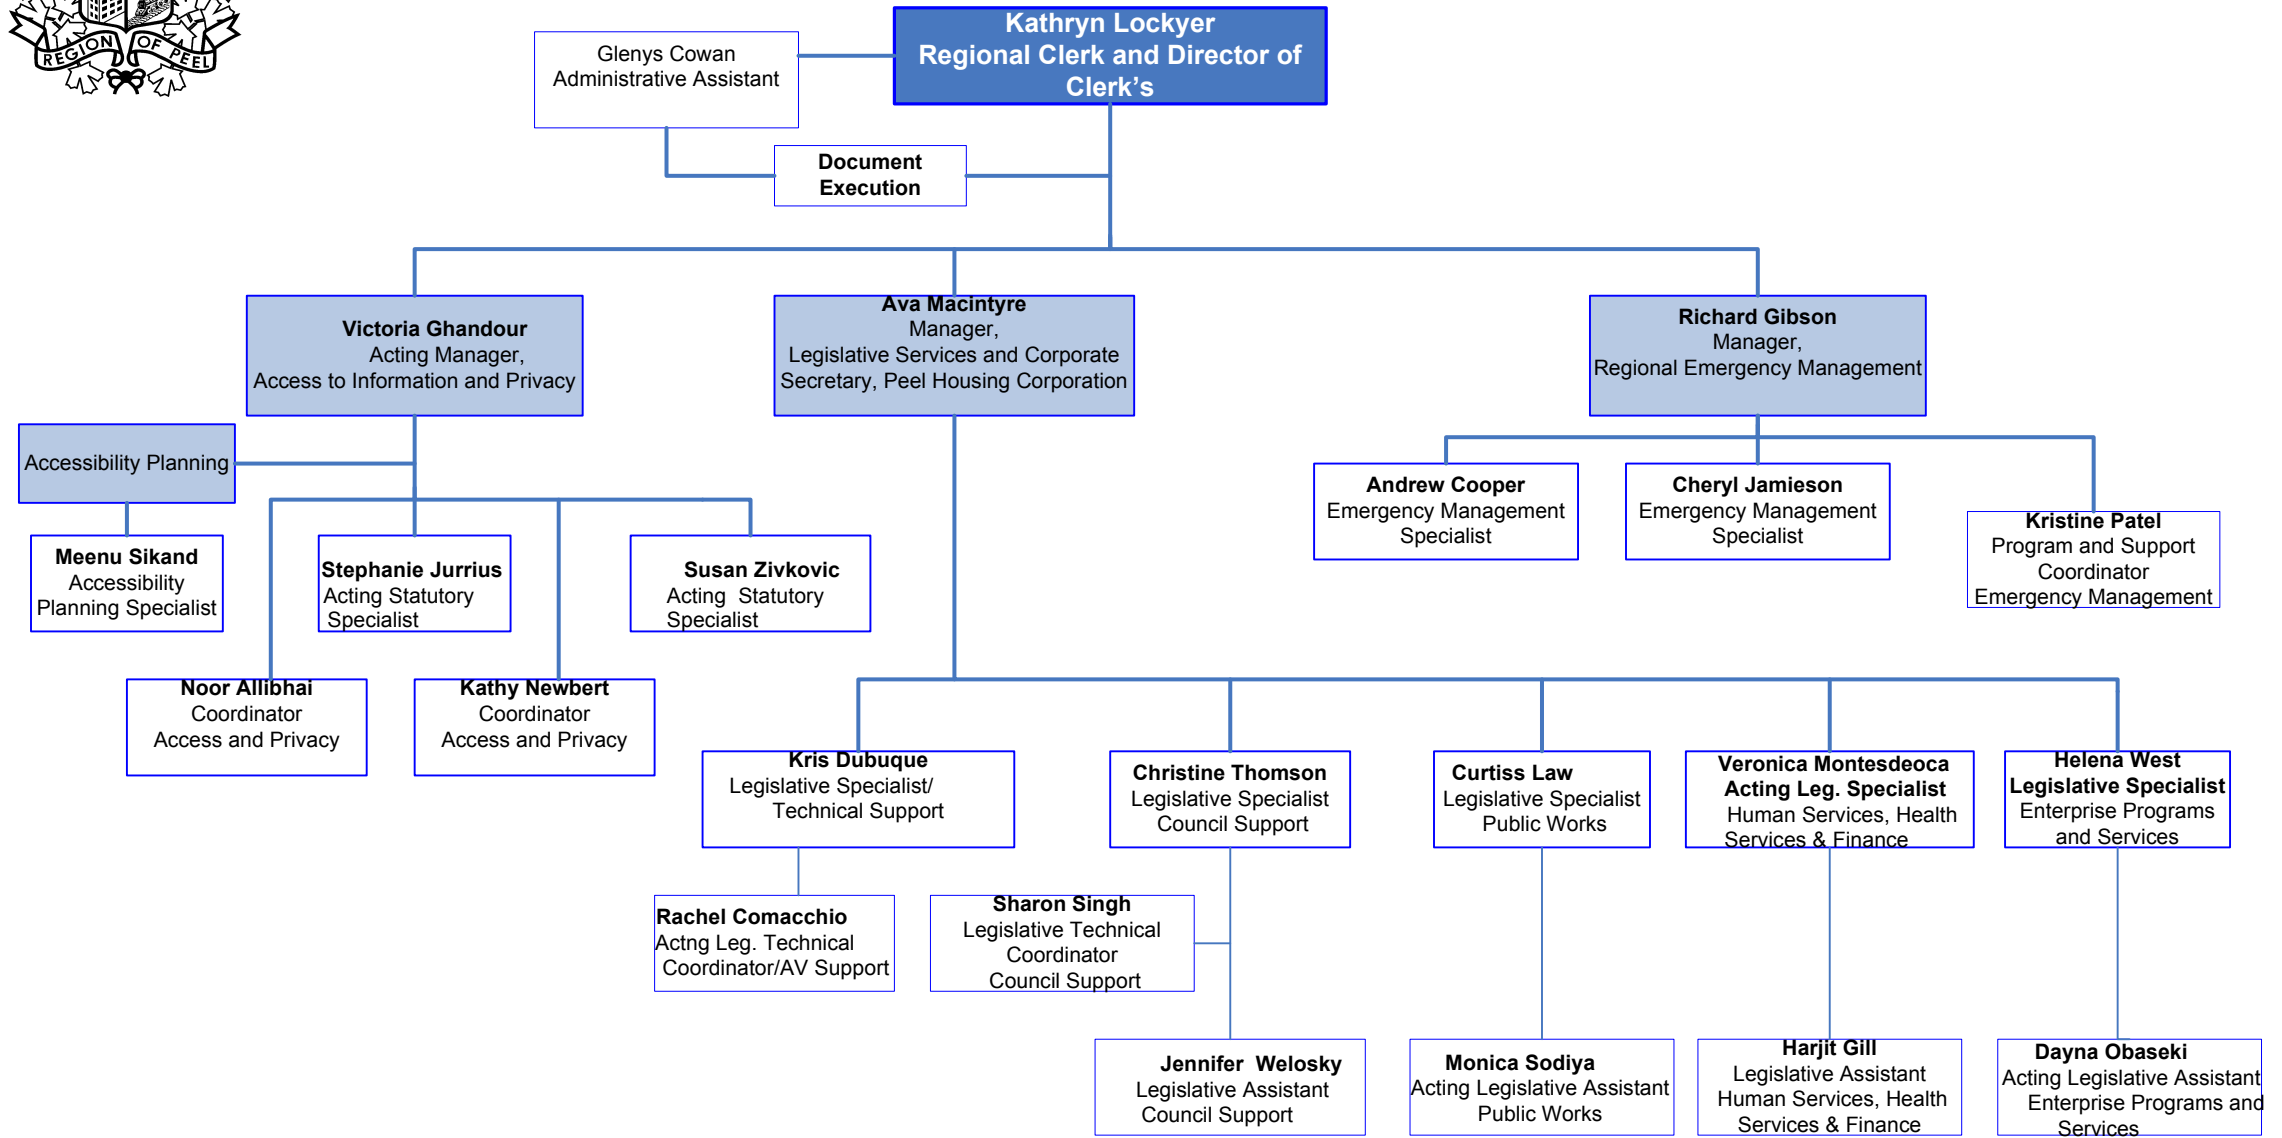 REGION OF PEEL
Kathryn Lockyer
Regional Clerk and Director of
Clerk's
Glenys Cowan
Administrative Assistant
Document
Execution
Victoria Ghandour
Acting Manager,
Access to Information and Privacy
Ava Macintyre
Manager,
Legislative Services and Corporate
Secretary, Peel Housing Corporation
Richard Gibson
Manager,
Regional Emergency Management
Accessibility Planning
Meenu Sikand
Accessibility
Planning Specialist
Stephanie Jurrius
Acting Statutory
Specialist
Susan Zivkovic
Acting  Statutory
Specialist
Noor Allibhai
Coordinator
Access and Privacy
Kathy Newbert
Coordinator
Access and Privacy
Andrew Cooper
Emergency Management
Specialist
Cheryl Jamieson
Emergency Management
Specialist
Kristine Patel
Program and Support
Coordinator
Emergency Management
Kris Dubuque
Legislative Specialist/
Technical Support
Christine Thomson
Legislative Specialist
Council Support
Curtiss Law
Legislative Specialist
Public Works
Veronica Montesdeoca
Acting Leg. Specialist
Human Services, Health
Services & Finance
Helena West
Legislative Specialist
Enterprise Programs
and Services
Rachel Comacchio
Actng Leg. Technical
Coordinator/AV Support
Sharon Singh
Legislative Technical
Coordinator
Council Support
Jennifer  Welosky
Legislative Assistant
Council Support
Monica Sodiya
Acting Legislative Assistant
Public Works
Harjit Gill
Legislative Assistant
Human Services, Health
Services & Finance
Dayna Obaseki
Acting Legislative Assistant
Enterprise Programs and
Services